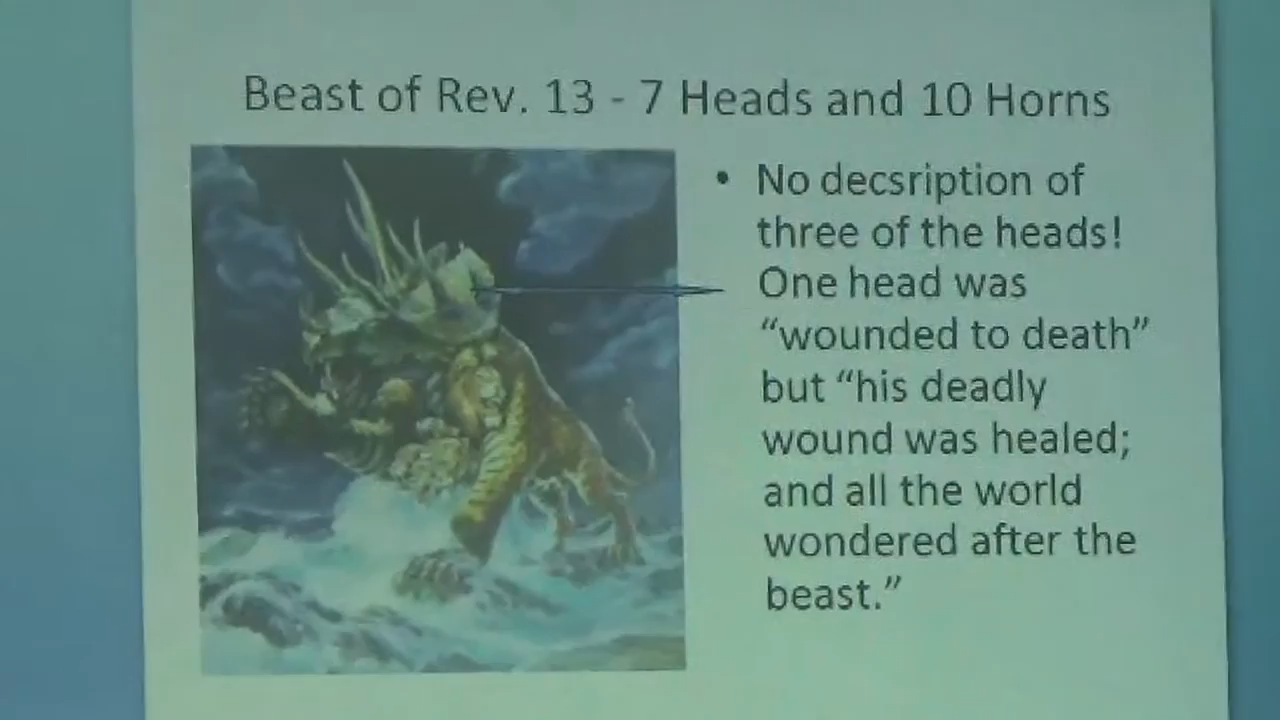 Beast of Rev. 13 - 7 Heads and 10 Horns
• No decsription of
three of the heads!
One head was
“wounded to death”
but “his deadly
wound was healed;
and all the world
wondered after the
beast.”